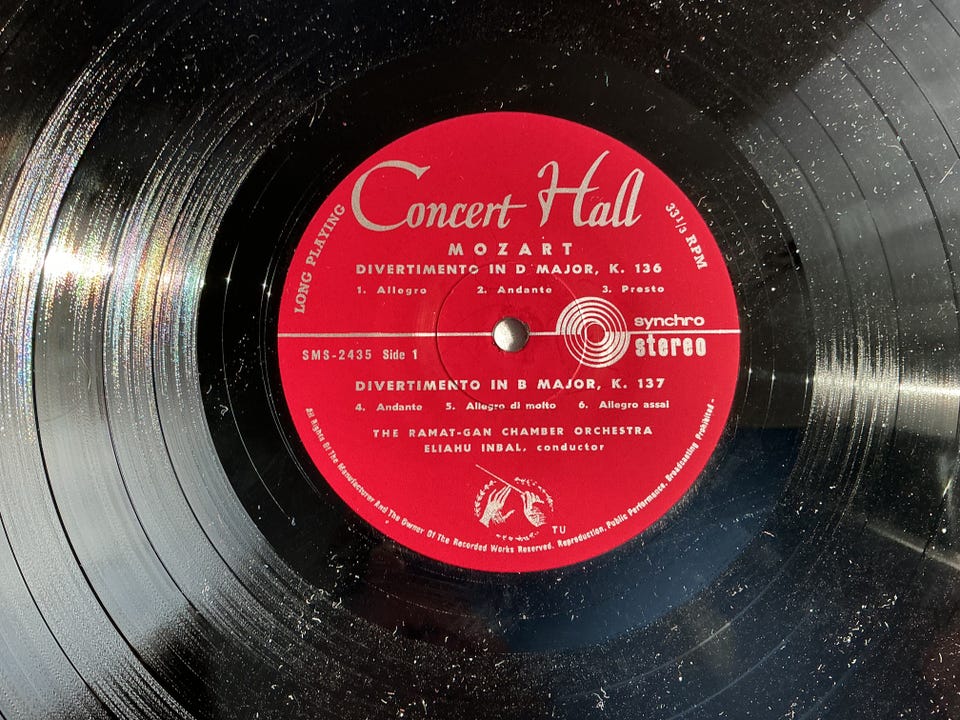 Concert Hall
LONG PLAYING
33 1/3 RPM
MOZART
DIVERTIMENTO IN D MAJOR, K. 136
1. Allegro 2. Andante 3. Presto
synchro
stereo
SMS-2435 Side 1
DIVERTIMENTO IN B MAJOR, K. 137
4. Andante 5. Allegro di molto 6. Allegro assai
THE RAMAT-GAN CHAMBER ORCHESTRA
ELIAHU INBAL, conductor
TU
All Rights Of The Manufacturer And The Owner Of The Recorded Works Reserved. Reproduction, Public Performance, Broadcasting Prohibited.